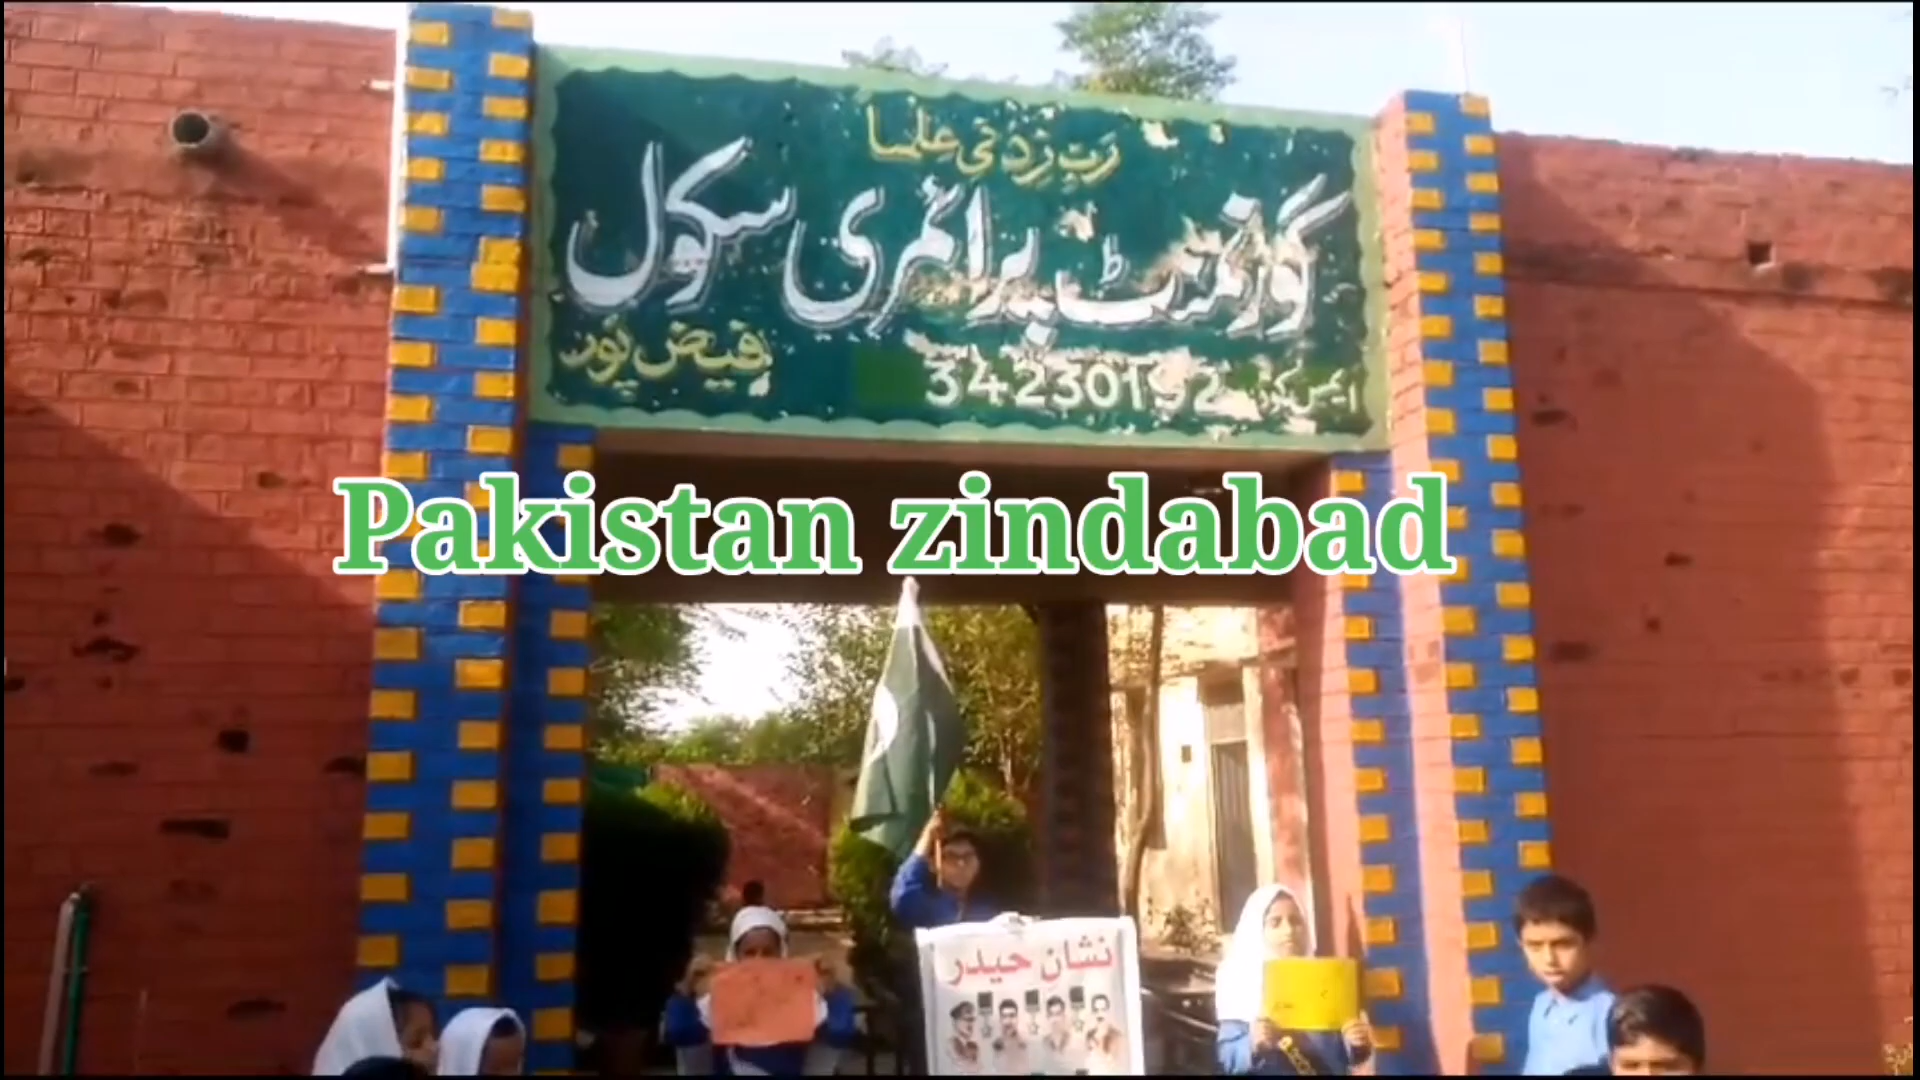 رَبِّ زِدْنِی عِلْمَا
گورنمنٹ پرائمری سکول
ایمس کوڈ 34230192
فیض پور
Pakistan zindabad
نشانِ حیدر